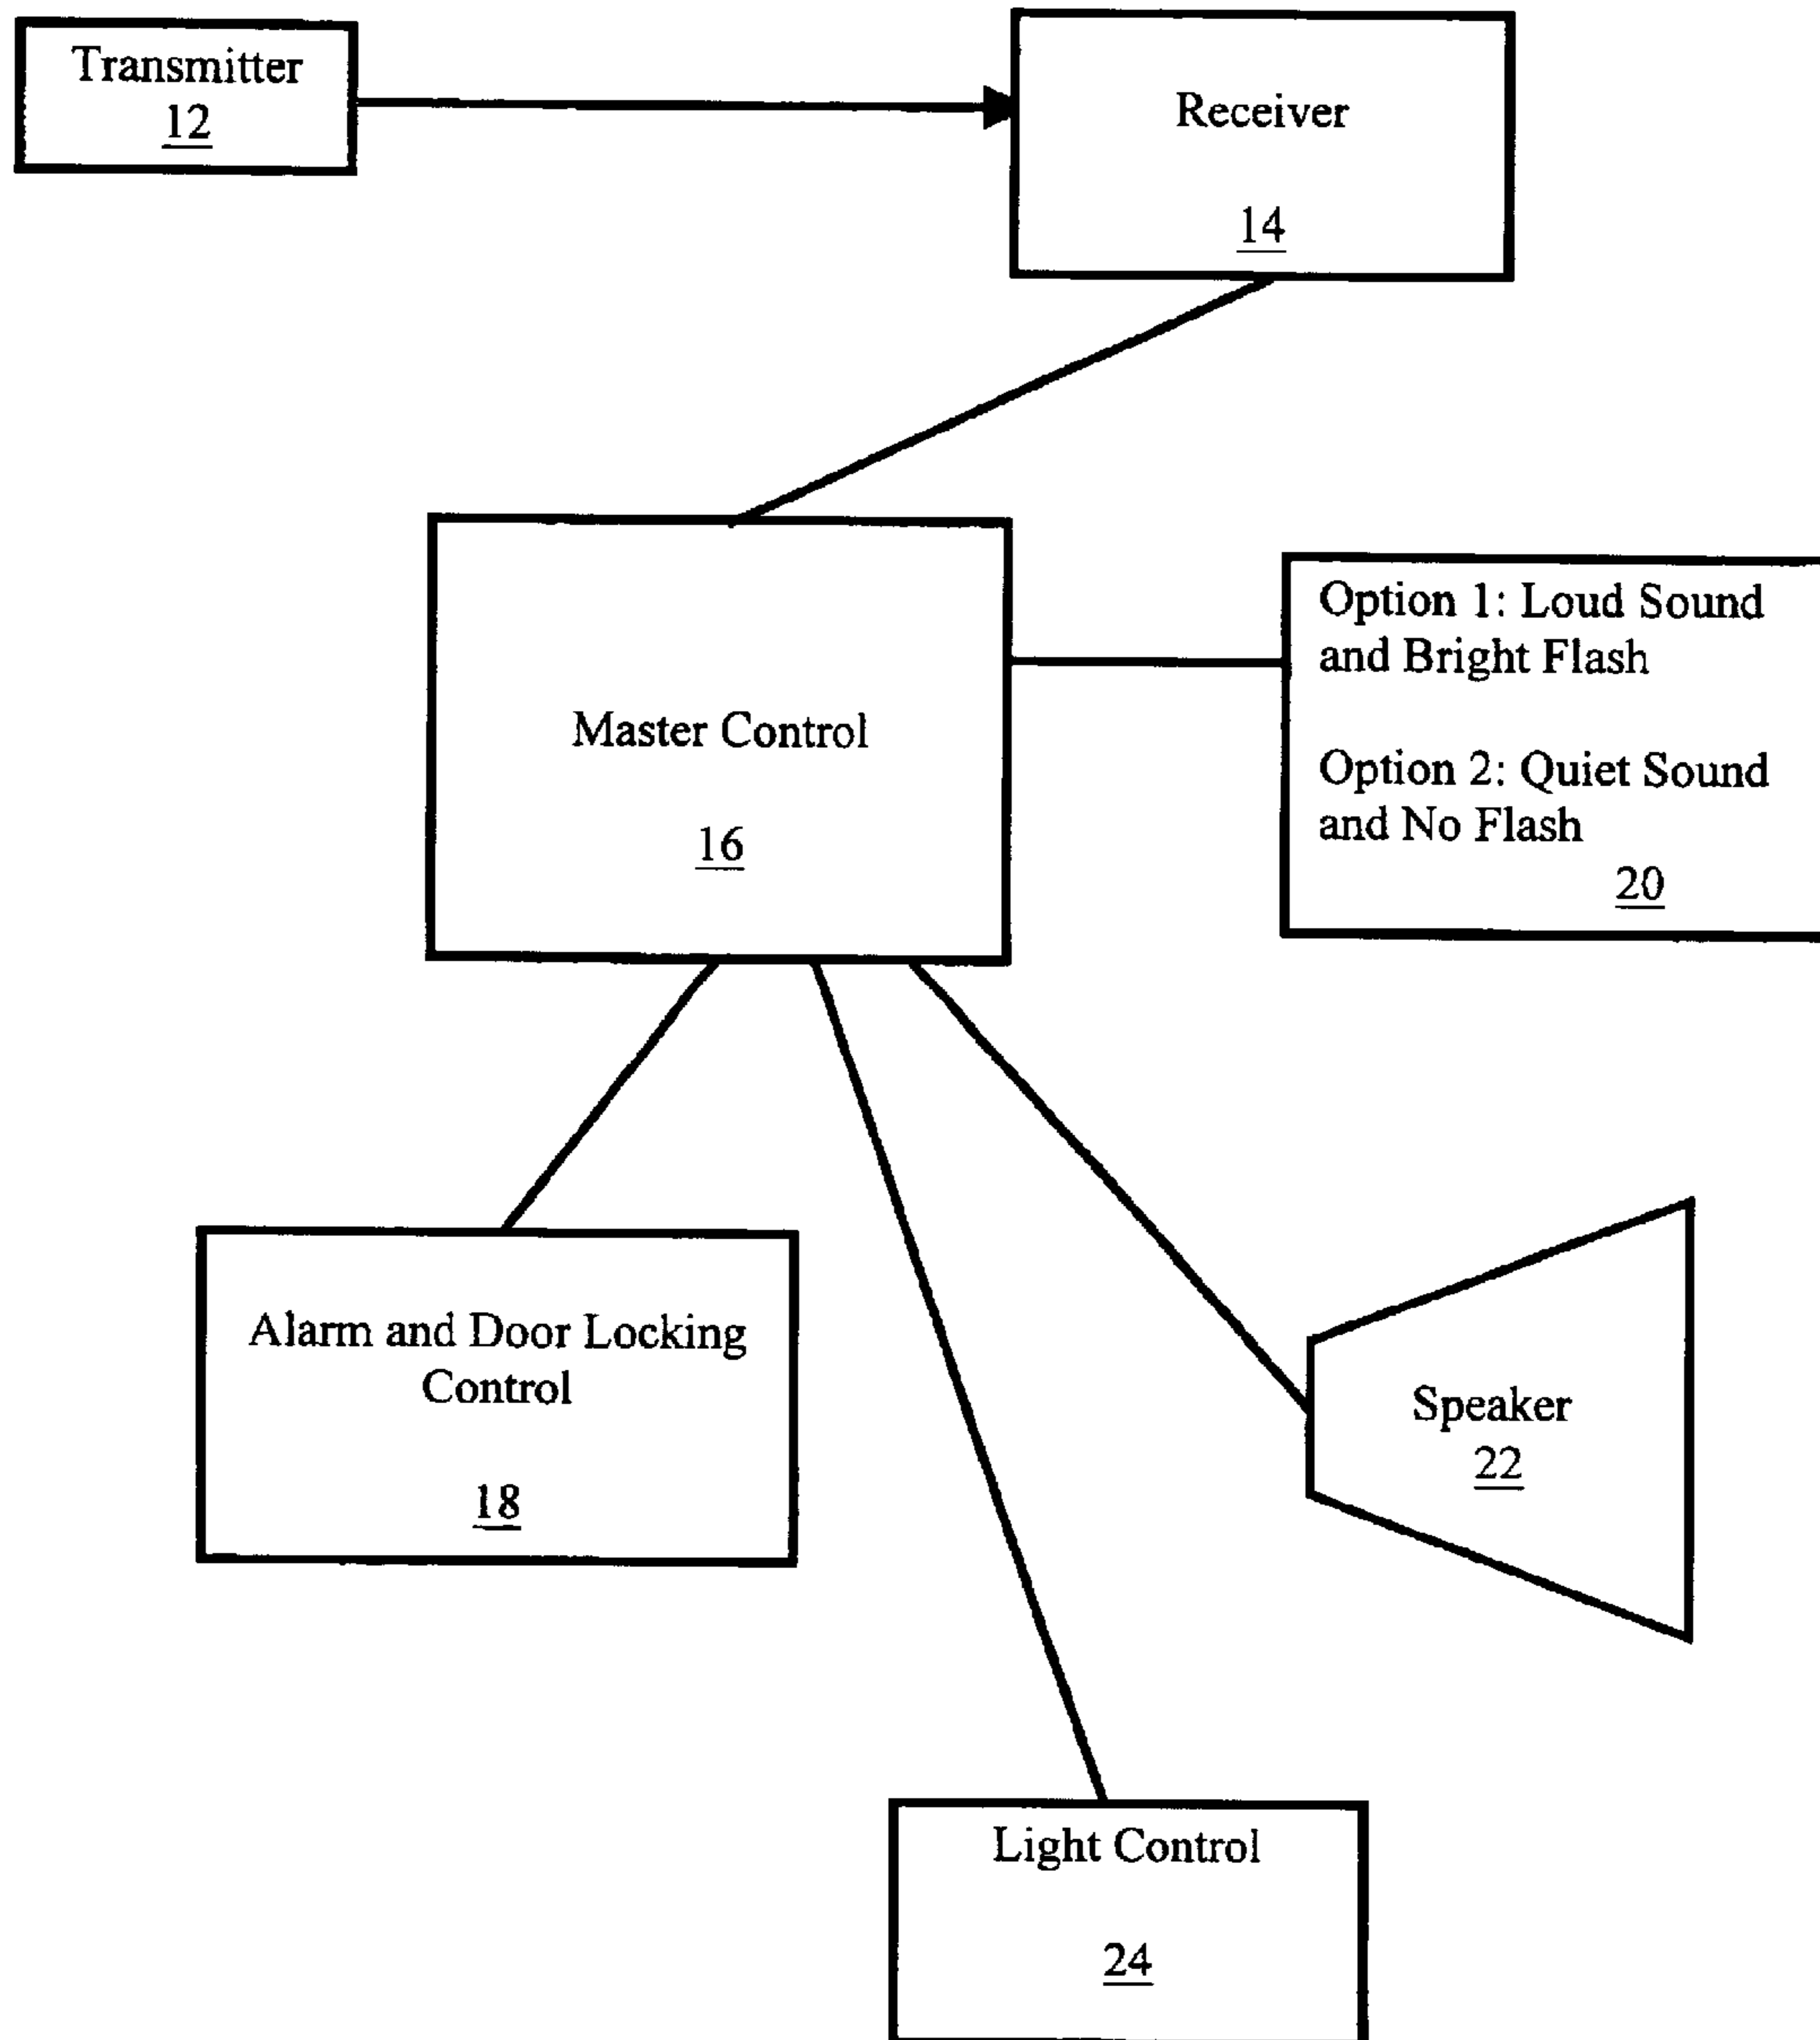 Transmitter
12
Receiver
14
Master Control
16
Option 1: Loud Sound
and Bright Flash
Option 2: Quiet Sound
and No Flash
20
Alarm and Door Locking
Control
18
Speaker
22
Light Control
24